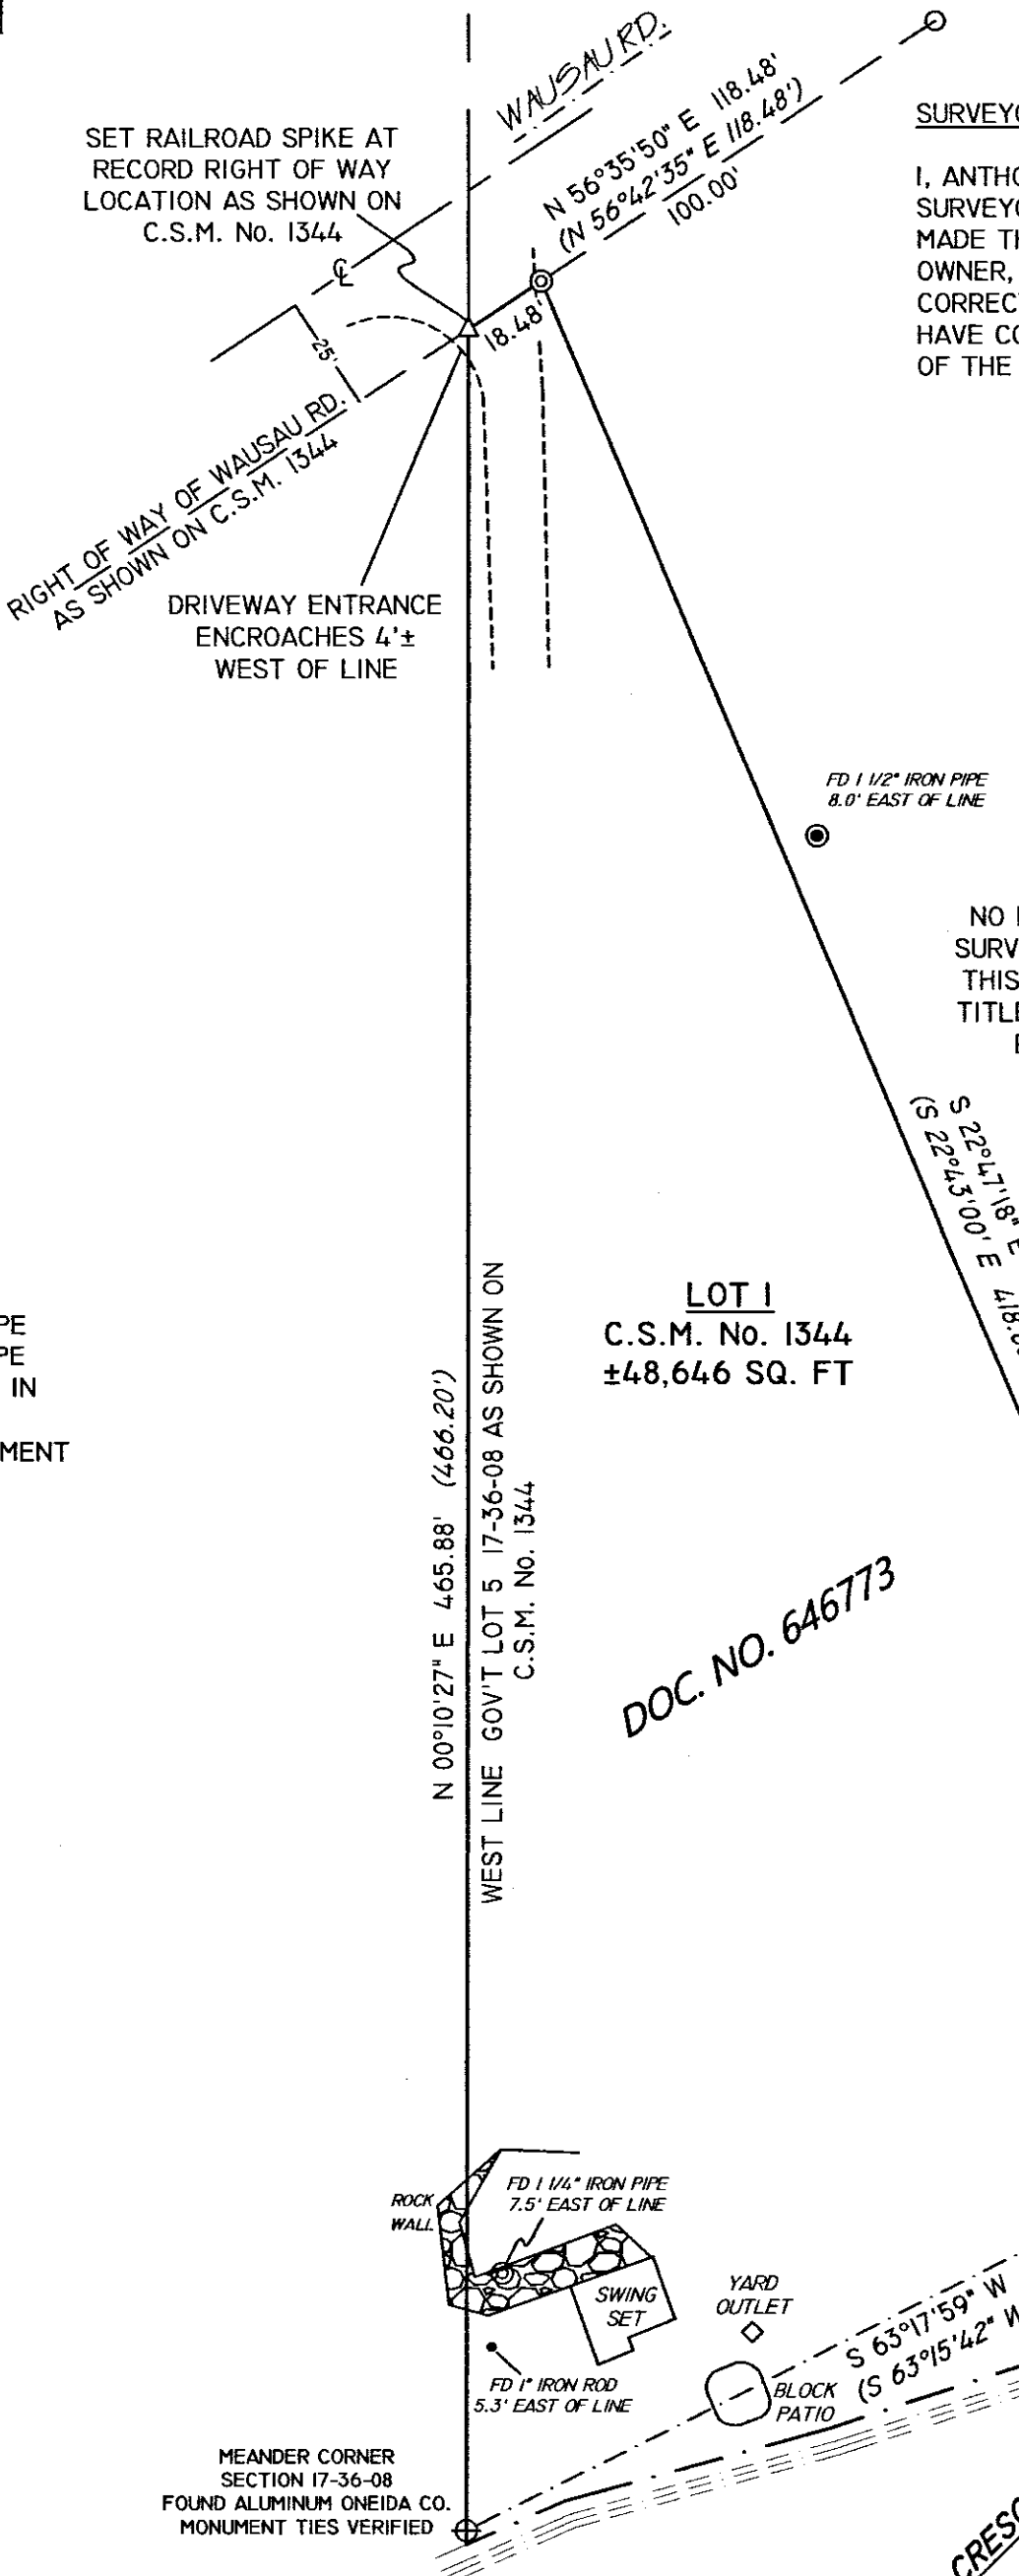 WAUSAU RD.
SET RAILROAD SPIKE AT
RECORD RIGHT OF WAY
LOCATION AS SHOWN ON
C.S.M. No. 1344
N 56°35'50" E 118.48'
(N 56°42'35" E 118.48')
100.00'
SURVEYO
I, ANTHO
SURVEYO
MADE TH
OWNER,
CORRECT
HAVE CO
OF THE
℄
25'
18.48'
RIGHT OF WAY OF WAUSAU RD.
AS SHOWN ON C.S.M. 1344
DRIVEWAY ENTRANCE
ENCROACHES 4'±
WEST OF LINE
FD 1 1/2" IRON PIPE
8.0' EAST OF LINE
NO
SURV
THIS
TITLE
S 22°47'18" E
(S 22°43'00' E 418.0
LOT 1
C.S.M. No. 1344
±48,646 SQ. FT
PE
PE
IN
MENT
N 00°10'27" E 465.88' (466.20')
WEST LINE GOV'T LOT 5 17-36-08 AS SHOWN ON
C.S.M. No. 1344
DOC. NO. 646773
ROCK
WALL
FD 1 1/4" IRON PIPE
7.5' EAST OF LINE
SWING
SET
YARD
OUTLET
FD 1" IRON ROD
5.3' EAST OF LINE
BLOCK
PATIO
S 63°17'59" W
(S 63°15'42" W
MEANDER CORNER
SECTION 17-36-08
FOUND ALUMINUM ONEIDA CO.
MONUMENT TIES VERIFIED
CRESC